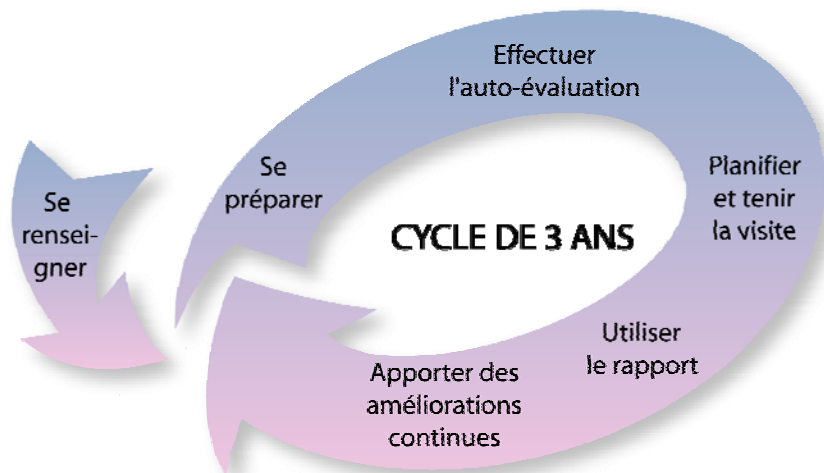 Se
rensei-
gner
Se
préparer
Effectuer
l'auto-évaluation
Planifier
et tenir
la visite
Utiliser
le rapport
Apporter des
améliorations
continues
CYCLE DE 3 ANS